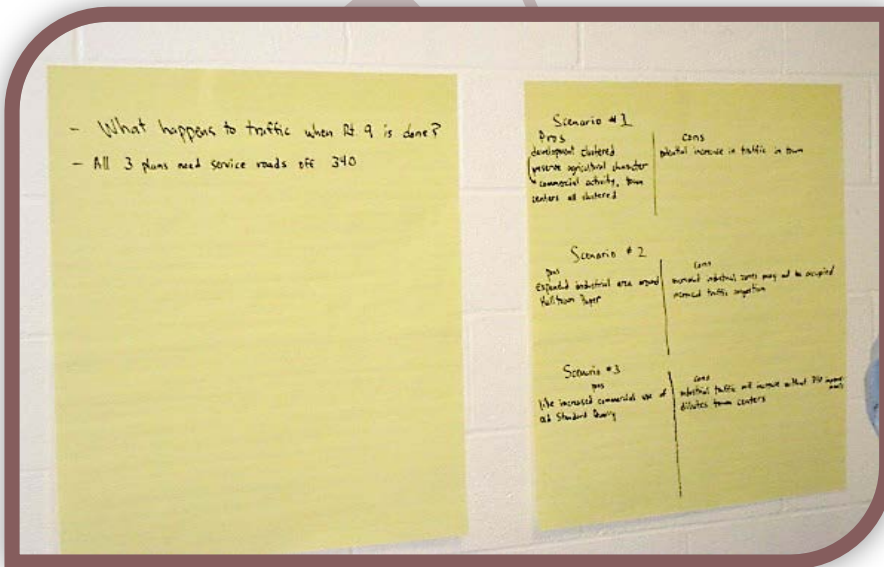 - What happens to traffic when Rt 9 is done?
- All 3 plans need service roads off 340
Scenario #1
Pros
development clustered
preserve agricultural character
commercial activity, town
centers all clustered
cons
potential increase in traffic in town
Scenario #2
pros
Expanded industrial area around
Halltown Paper
cons
increased industrial zones may not be occupied
increased traffic congestion
Scenario #3
pros
like increased commercial use of
old Standard Quarry
cons
industrial traffic will increase without 340
dilutes town centers